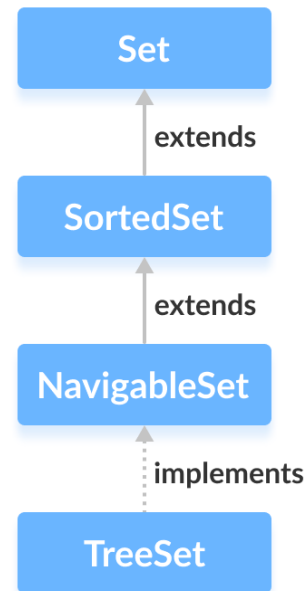 Set
extends
SortedSet
extends
NavigableSet
implements
TreeSet